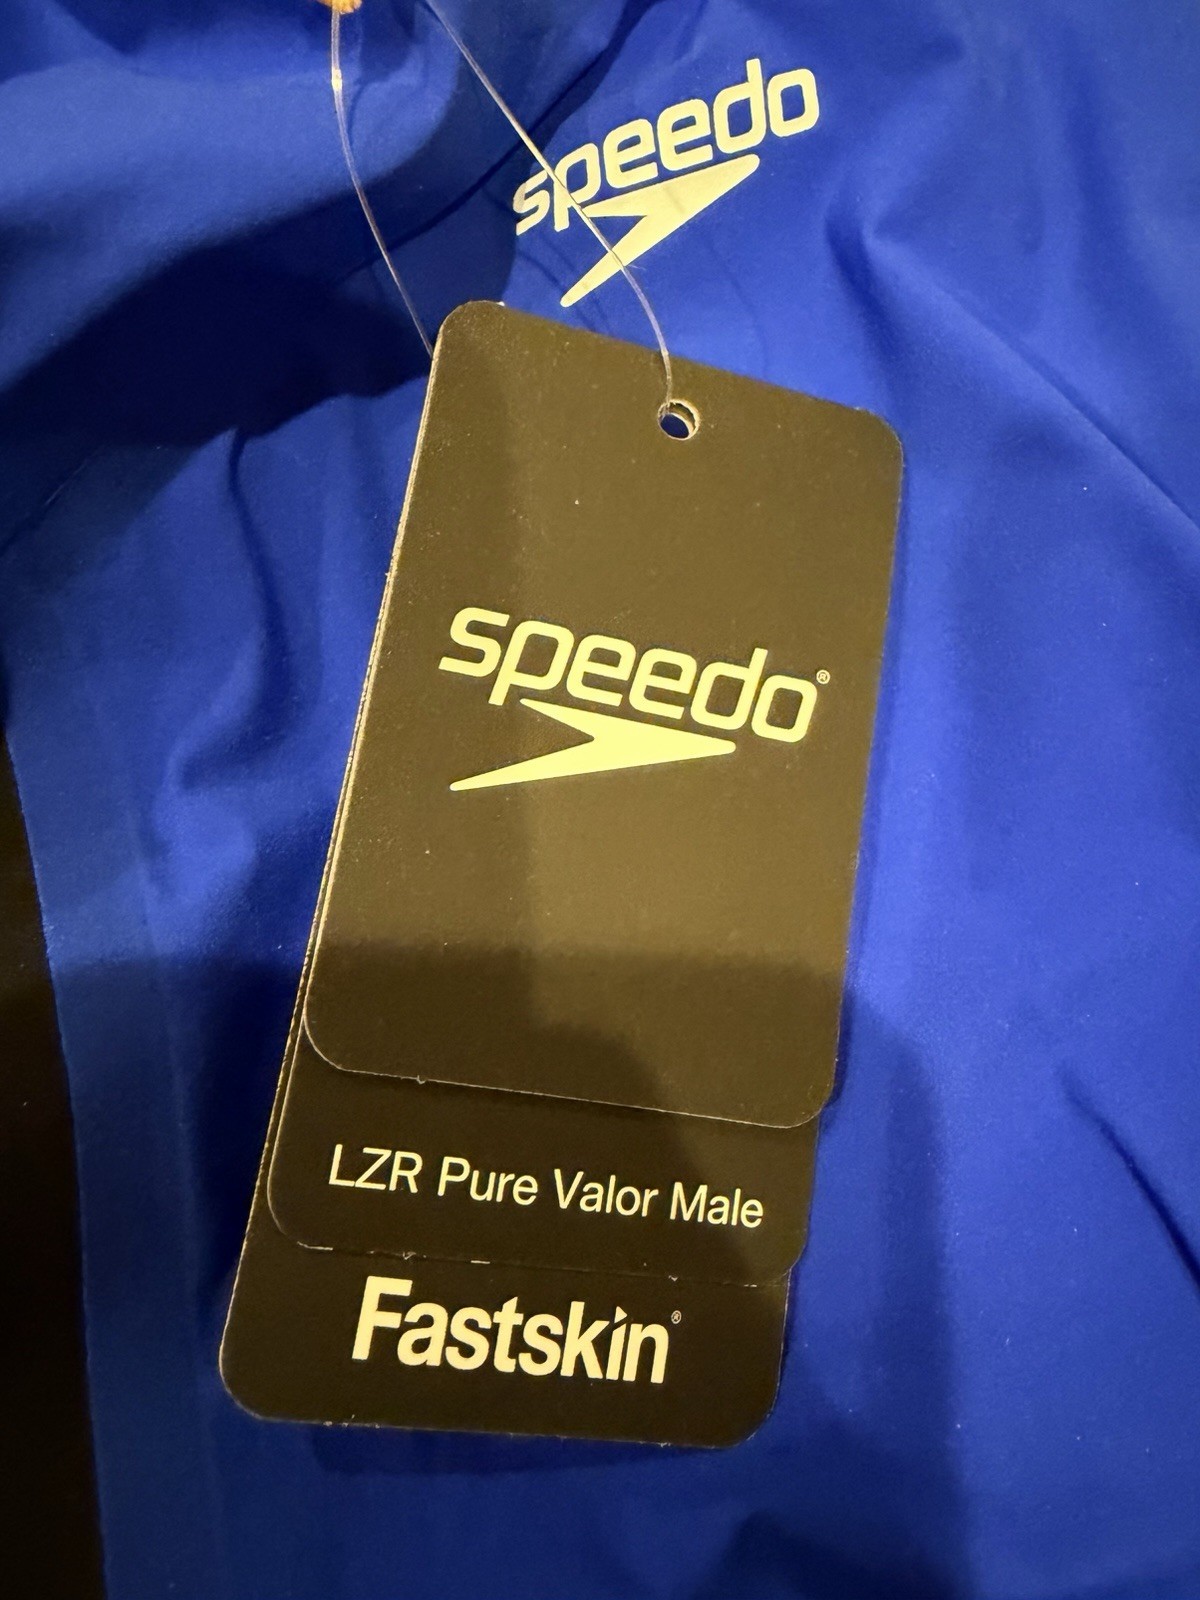 speedo
speedo®
LZR Pure Valor Male
Fastskin®